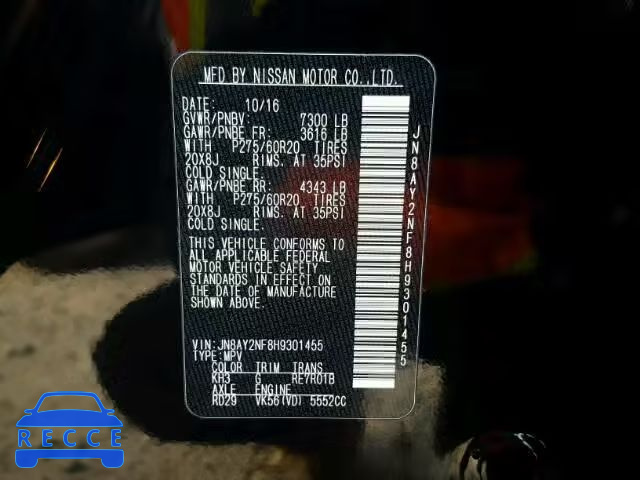 MFD BY NISSAN MOTOR CO.,LTD.
DATE: 10/16
GVWR/PNBV: 7300 LB
GAWR/PNBE FR: 3616 LB
WITH P275/60R20 TIRES
20X8J RIMS. AT 35PSI
COLD SINGLE.
GAWR/PNBE RR: 4343 LB
WITH P275/60R20 TIRES
20X8J RIMS. AT 35PSI
COLD SINGLE.
THIS VEHICLE CONFORMS TO
ALL APPLICABLE FEDERAL
MOTOR VEHICLE SAFETY
STANDARDS IN EFFECT ON
THE DATE OF MANUFACTURE
SHOWN ABOVE.
VIN:JN8AY2NF8H9301455
TYPE:MPV
COLOR TRIM TRANS
KH3 G RE7R01B
AXLE ENGINE
RD29 VK56(VD) 5552CC
JN8AY2NF8H9301455
RECCE